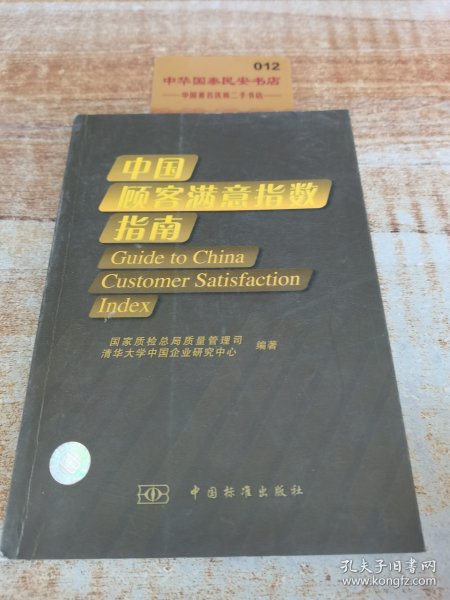 012
中华国泰民安书店
中国著名民族二手书店
中国
顾客满意指数
指南
Guide to China
Customer Satisfaction
Index
国家质检总局质量管理司
清华大学中国企业研究中心
编著
中国标准出版社
孔夫子旧书网
www.kongfz.com